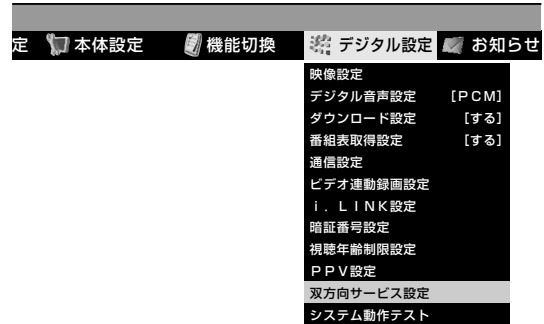 定 本体設定 機能切換 デジタル設定 お知らせ
映像設定
デジタル音声設定 [PCM]
ダウンロード設定 [する]
番組表取得設定 [する]
通信設定
ビデオ連動録画設定
i．LINK設定
暗証番号設定
視聴年齢制限設定
PPV設定
双方向サービス設定
システム動作テスト